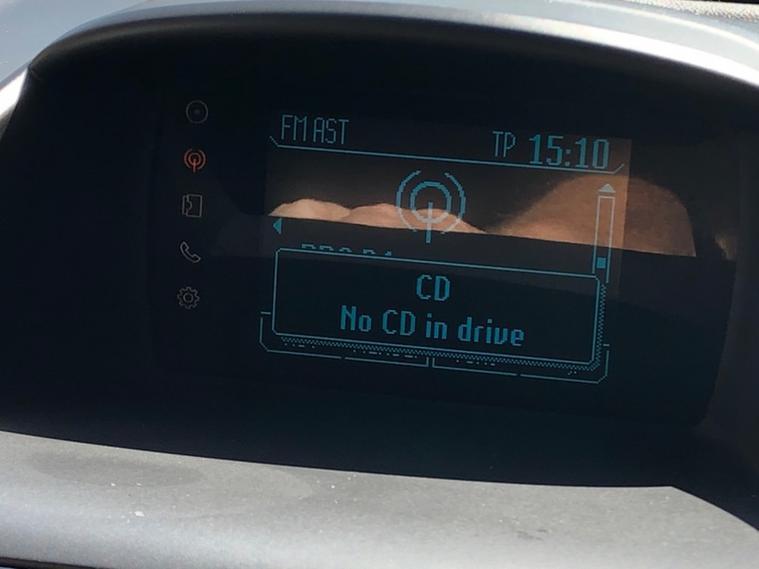 FM AST
TP 15:10
CD
No CD in drive